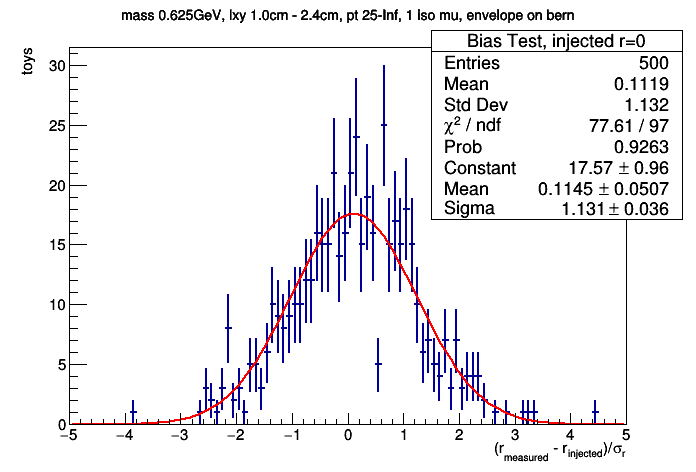 mass 0.625GeV, lxy 1.0cm - 2.4cm, pt 25-Inf, 1 Iso mu, envelope on bern
Bias Test, injected r=0
Entries 500
Mean 0.1119
Std Dev 1.132
χ² / ndf 77.61 / 97
Prob 0.9263
Constant 17.57 ± 0.96
Mean 0.1145 ± 0.0507
Sigma 1.131 ± 0.036
toys
30
25
20
15
10
5
0
−5 −4 −3 −2 −1 0 1 2 3 4 5
(r_measured - r_injected)/σ_r